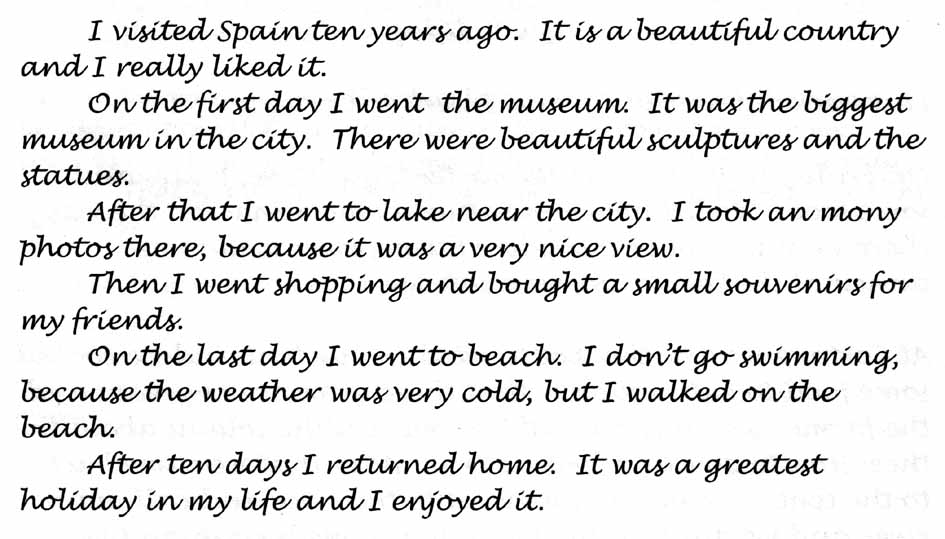 I visited Spain ten years ago. It is a beautiful country
and I really liked it.
On the first day I went the museum. It was the biggest
museum in the city. There were beautiful sculptures and the
statues.
After that I went to lake near the city. I took an mony
photos there, because it was a very nice view.
Then I went shopping and bought a small souvenirs for
my friends.
On the last day I went to beach. I don't go swimming,
because the weather was very cold, but I walked on the
beach.
After ten days I returned home. It was a greatest
holiday in my life and I enjoyed it.